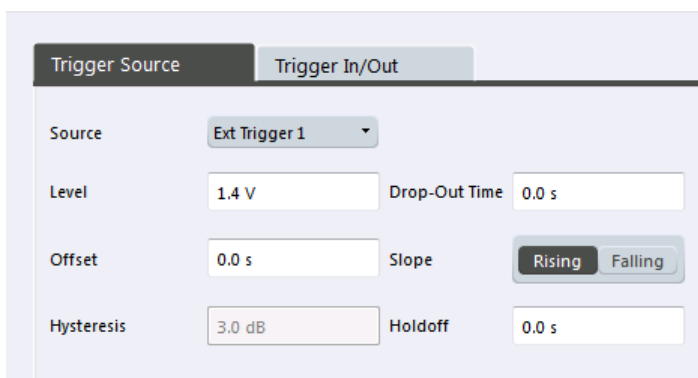 Trigger Source Trigger In/Out
Source Ext Trigger 1
Level 1.4 V Drop-Out Time 0.0 s
Offset 0.0 s Slope Rising Falling
Hysteresis 3.0 dB Holdoff 0.0 s